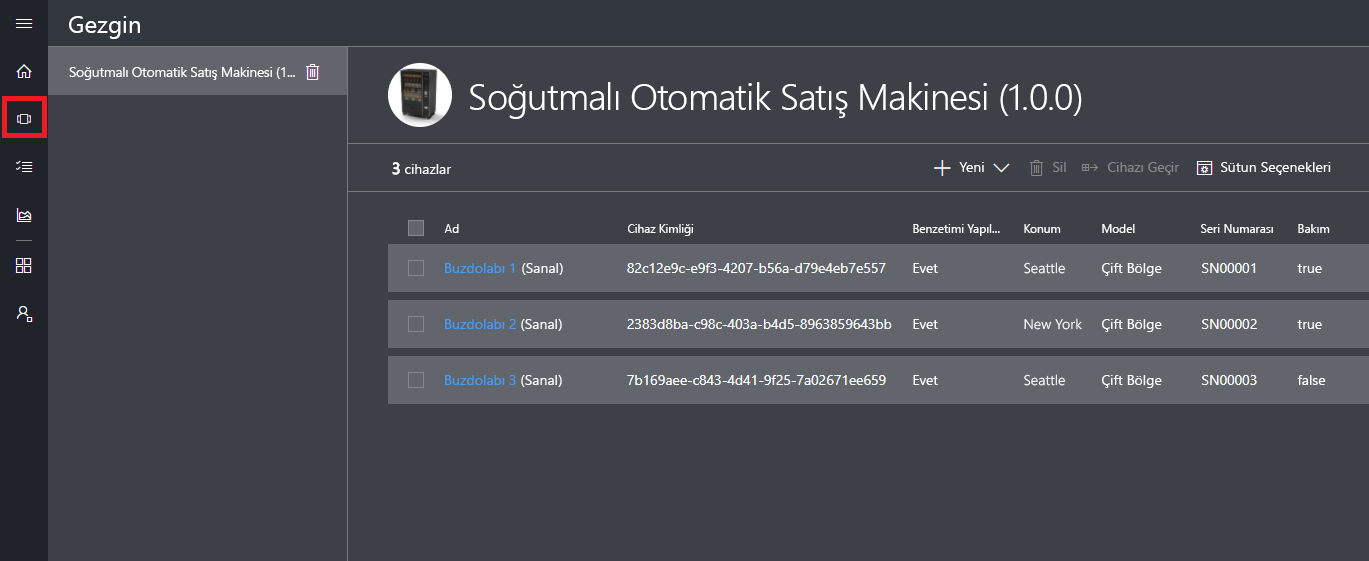 Gezgin
Soğutmalı Otomatik Satış Makinesi (1...
Soğutmalı Otomatik Satış Makinesi (1.0.0)
3 cihazlar
Yeni
Sil
Cihazı Geçir
Sütun Seçenekleri
Ad Cihaz Kimliği Benzetimi Yapıl... Konum Model Seri Numarası Bakım
Buzdolabı 1 (Sanal) 82c12e9c-e9f3-4207-b56a-d79e4eb7e557 Evet Seattle Çift Bölge SN00001 true
Buzdolabı 2 (Sanal) 2383d8ba-c98c-403a-b4d5-8963859643bb Evet New York Çift Bölge SN00002 true
Buzdolabı 3 (Sanal) 7b169aee-c843-4d41-9f25-7a02671ee659 Evet Seattle Çift Bölge SN00003 false